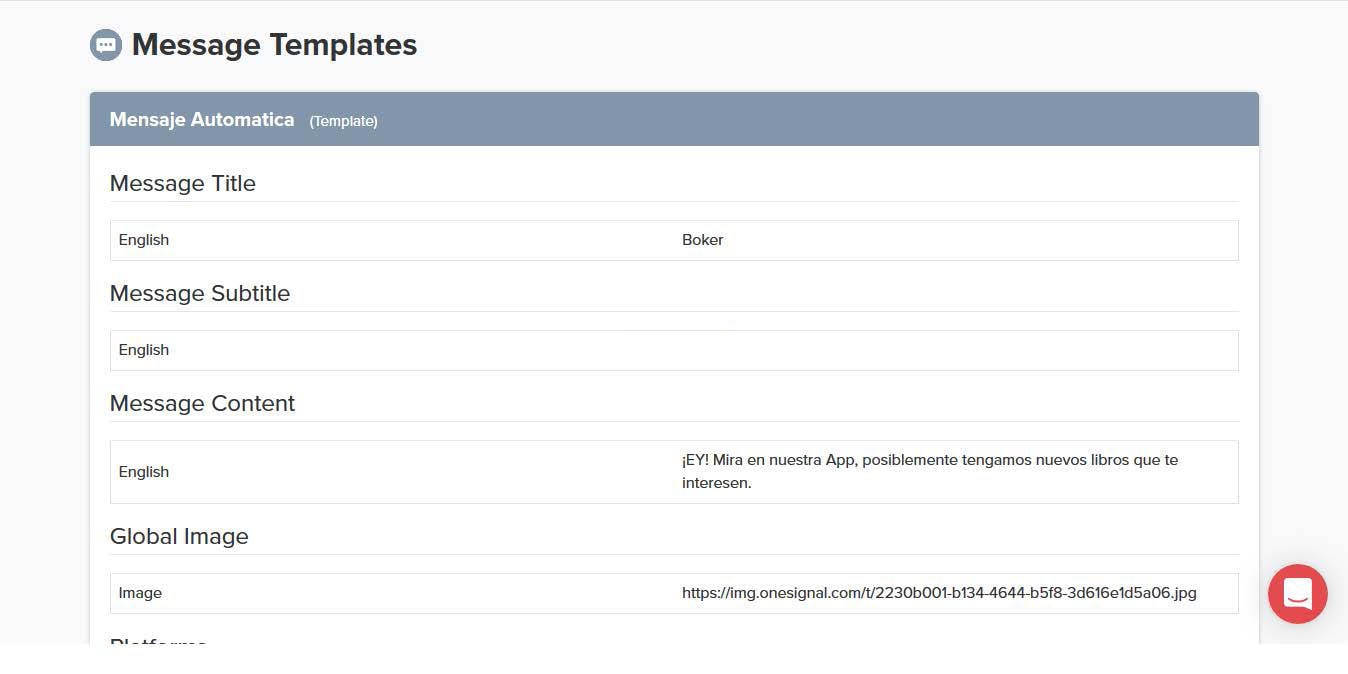 Message Templates
Mensaje Automatica (Template)
Message Title
English Boker
Message Subtitle
English
Message Content
English ¡EY! Mira en nuestra App, posiblemente tengamos nuevos libros que te
interesen.
Global Image
Image https://img.onesignal.com/t/2230b001-b134-4644-b5f8-3d616e1d5a06.jpg
Platforms